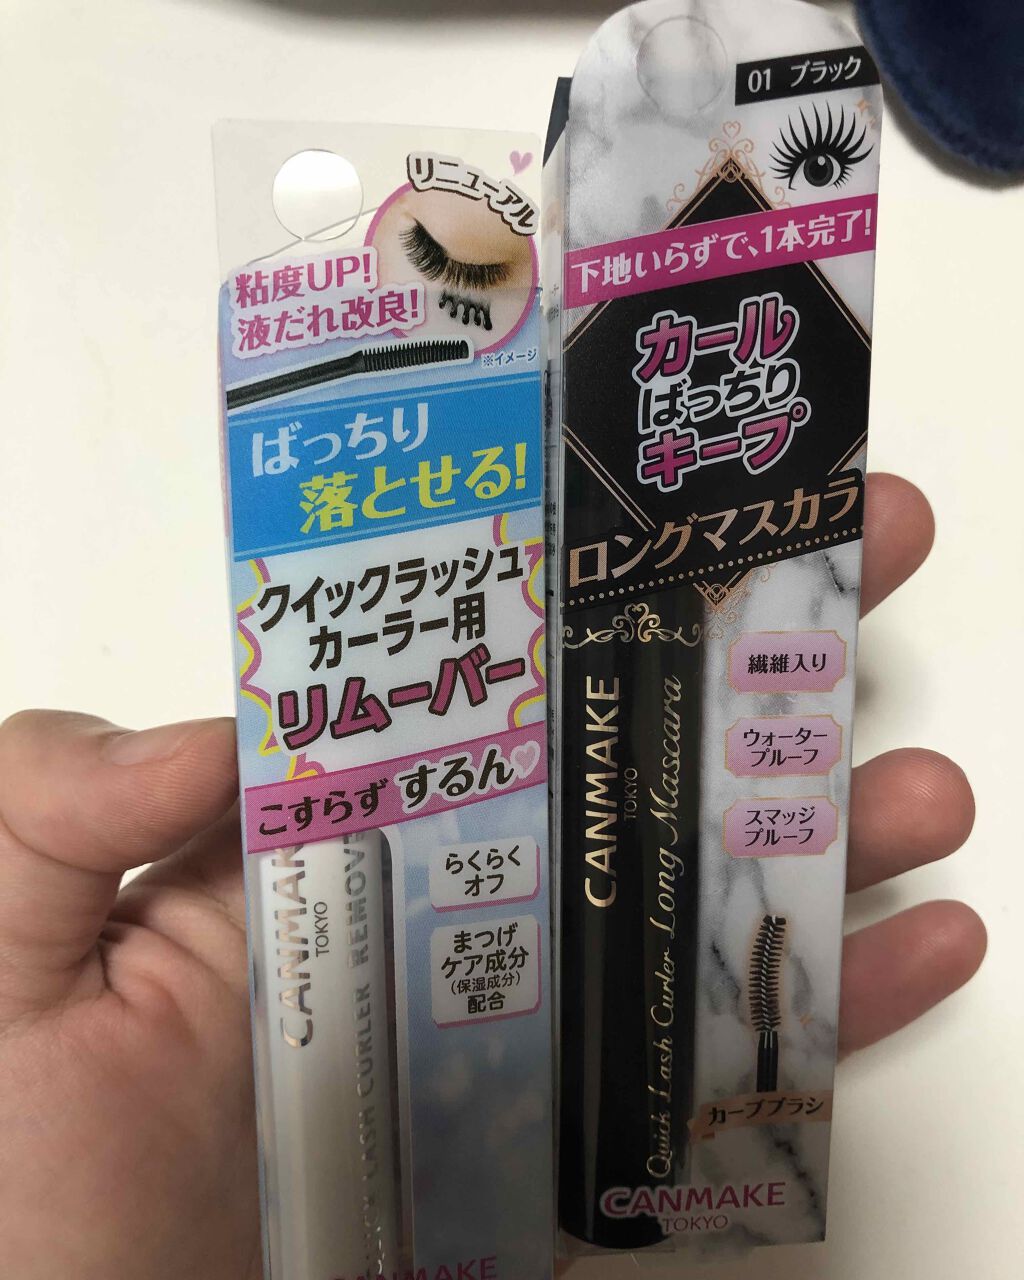 リニューアル
粘度UP!
液だれ改良!
※イメージ
ばっちり
落とせる!
クイックラッシュ
カーラー用
リムーバー
こすらず するん
らくらく
オフ
まつげ
ケア成分
(保湿成分)
配合
CANMAKE
TOKYO
QUICK LASH CURLER REMOVE
CANMAKE
01 ブラック
下地いらずで、1本完了!
カール
ばっちり
キープ
ロングマスカラ
繊維入り
ウォーター
プルーフ
スマッジ
プルーフ
カーブブラシ
CANMAKE
TOKYO
Quick Lash Curler Long Mascara
CANMAKE
TOKYO